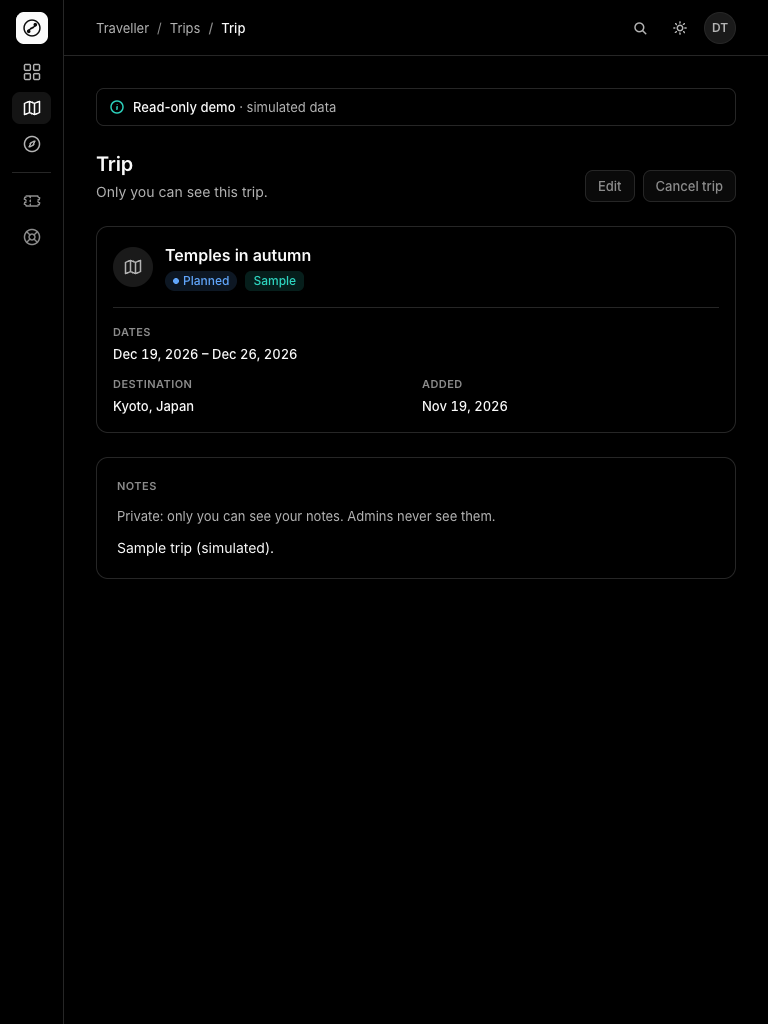 Traveller / Trips / Trip
DT
Read-only demo · simulated data
Trip
Only you can see this trip.
Edit
Cancel trip
Temples in autumn
Planned
Sample
DATES
Dec 19, 2026 – Dec 26, 2026
DESTINATION
Kyoto, Japan
ADDED
Nov 19, 2026
NOTES
Private: only you can see your notes. Admins never see them.
Sample trip (simulated).